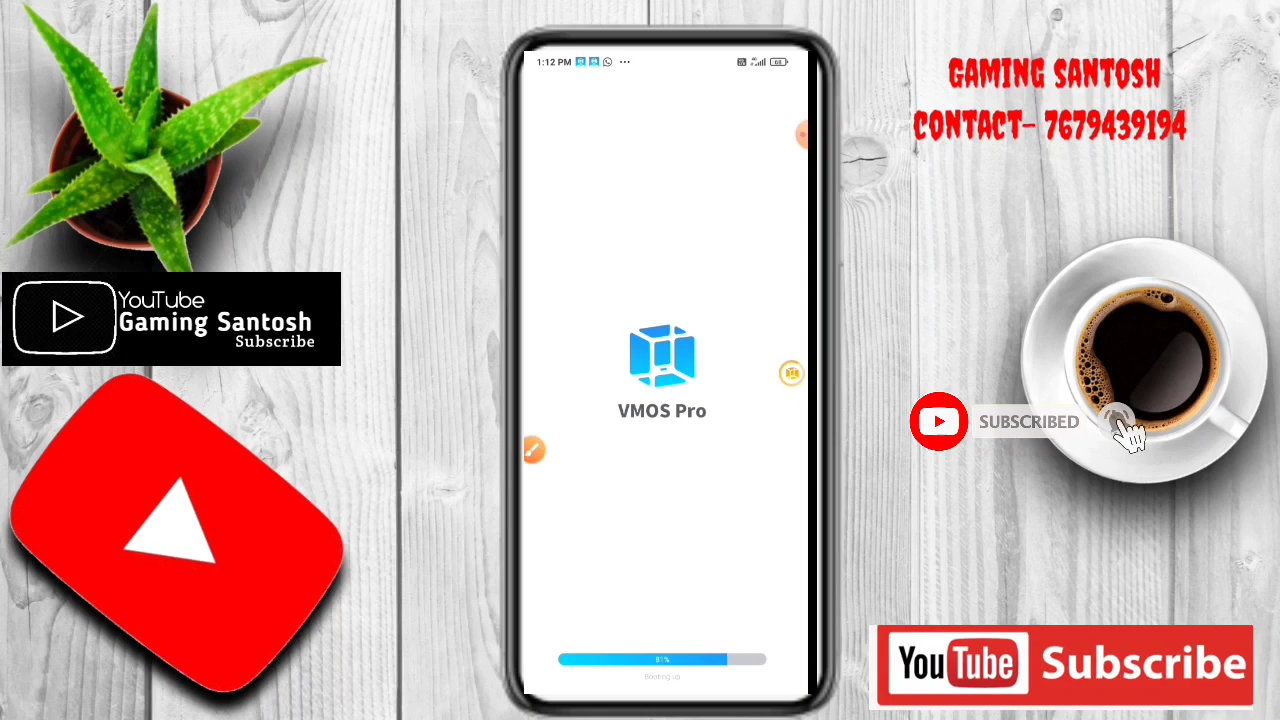 1:12 PM
68
GAMING SANTOSH
CONTACT- 7679439194
YouTube
Gaming Santosh
Subscribe
VMOS Pro
SUBSCRIBED
81%
Booting up
YouTube Subscribe